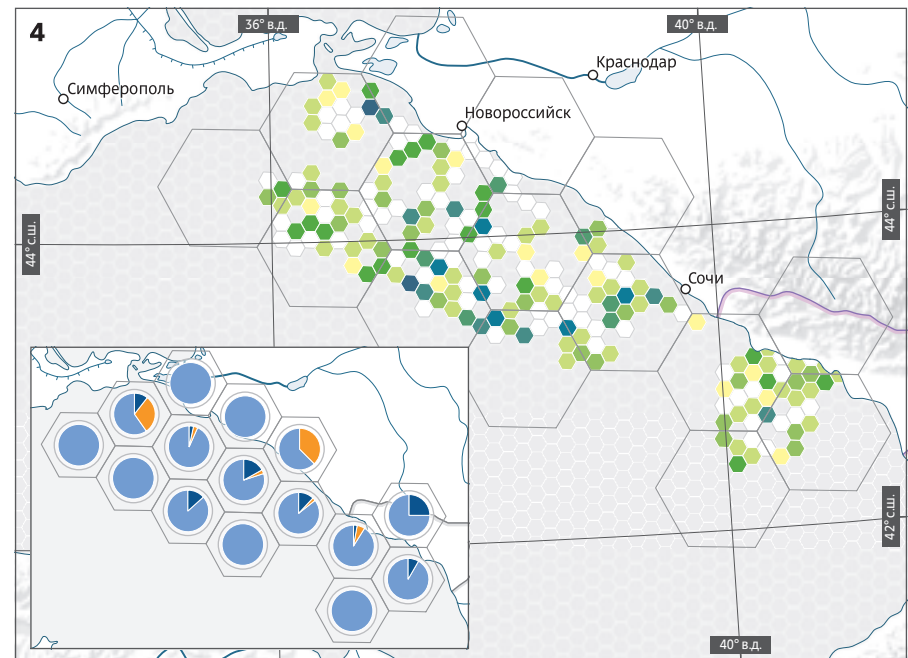 4
36° в.д.
40° в.д.
Симферополь
Краснодар
Новороссийск
44° с.ш.
44° с.ш.
Сочи
42° с.ш.
40° в.д.